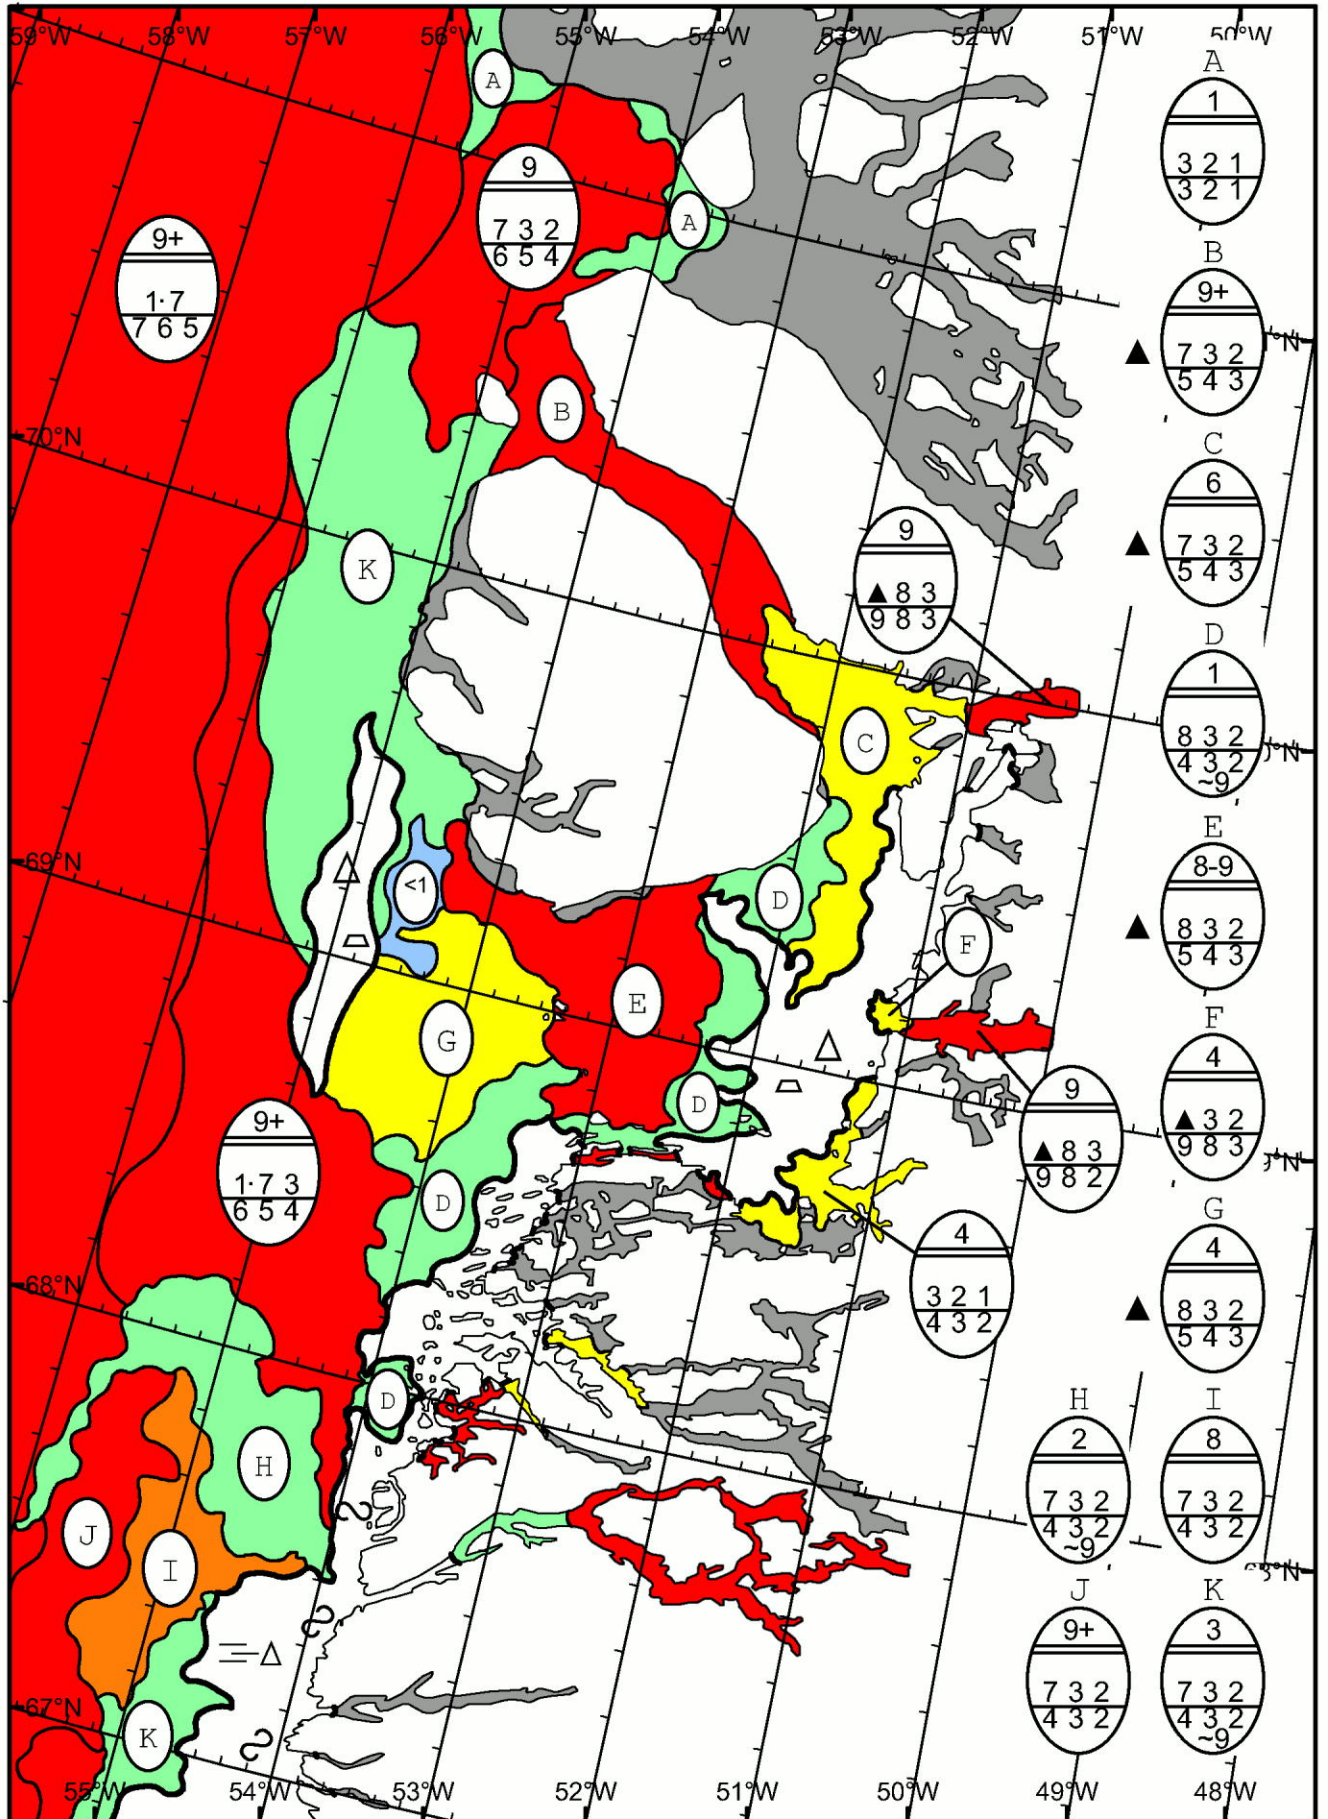 59°W 58°W 57°W 56°W 55°W 54°W 53°W 52°W 51°W 50°W
A
1
3 2 1
3 2 1
B
9+
▲ 7 3 2
5 4 3
C
6
▲ 7 3 2
5 4 3
D
1
8 3 2
4 3 2
~9
E
8-9
▲ 8 3 2
5 4 3
F
4
▲ 3 2
9 8 3
G
4
▲ 8 3 2
5 4 3
H
2
7 3 2
4 3 2
~9
I
8
7 3 2
4 3 2
J
9+
7 3 2
4 3 2
K
3
7 3 2
4 3 2
~9
A
9
7 3 2
6 5 4
A
9+
1·7
7 6 5
°N
B
70°N
9
▲ 8 3
9 8 3
K
C
°N
69°N
<1
D
F
E
G
9
▲ 8 3
9 8 2
D
9+
1·7 3
6 5 4
°N
D
4
3 2 1
4 3 2
68°N
D
H
J
I
°N
67°N
K
55°W 54°W 53°W 52°W 51°W 50°W 49°W 48°W